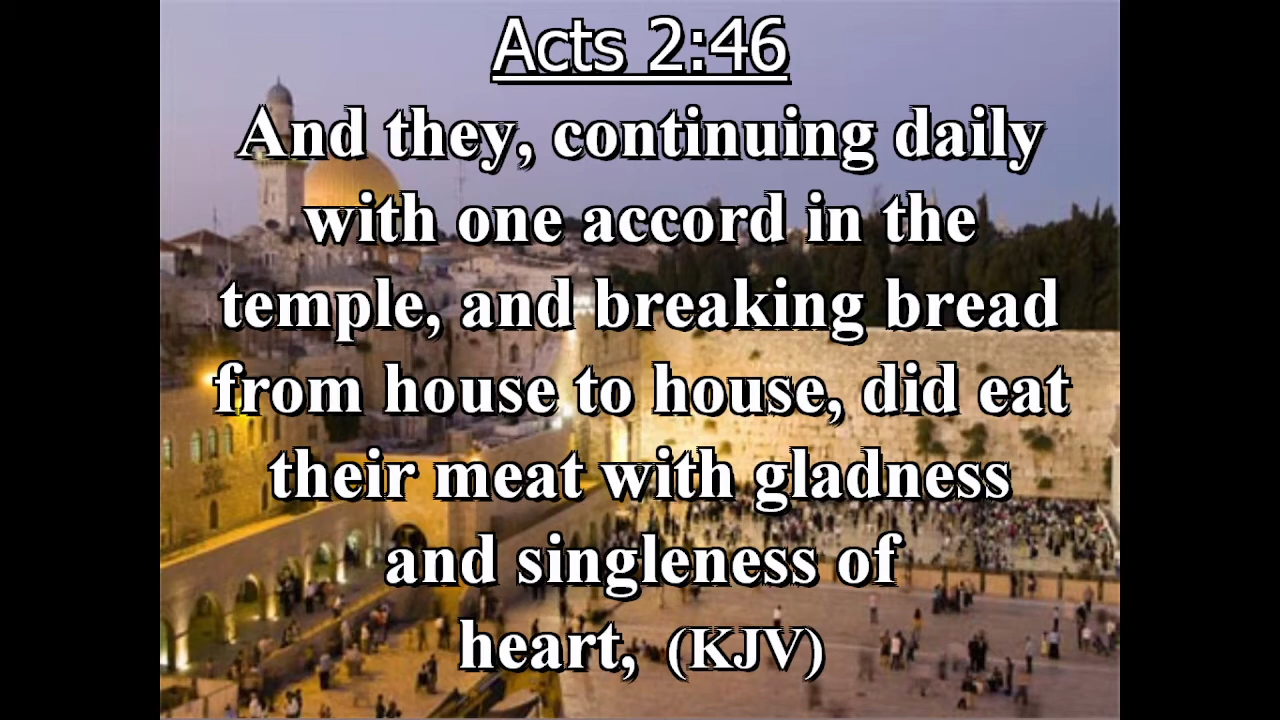 Acts 2:46
And they, continuing daily
with one accord in the
temple, and breaking bread
from house to house, did eat
their meat with gladness
and singleness of
heart, (KJV)